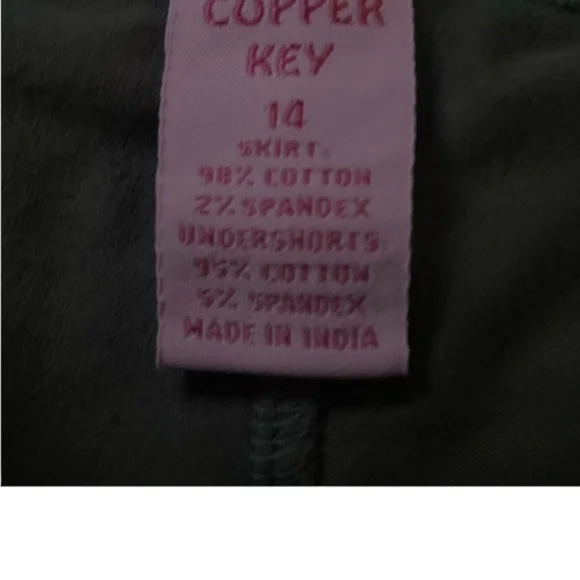 COPPER
KEY
14
SKIRT:
98% COTTON
2% SPANDEX
UNDERSHORTS:
95% COTTON
5% SPANDEX
MADE IN INDIA